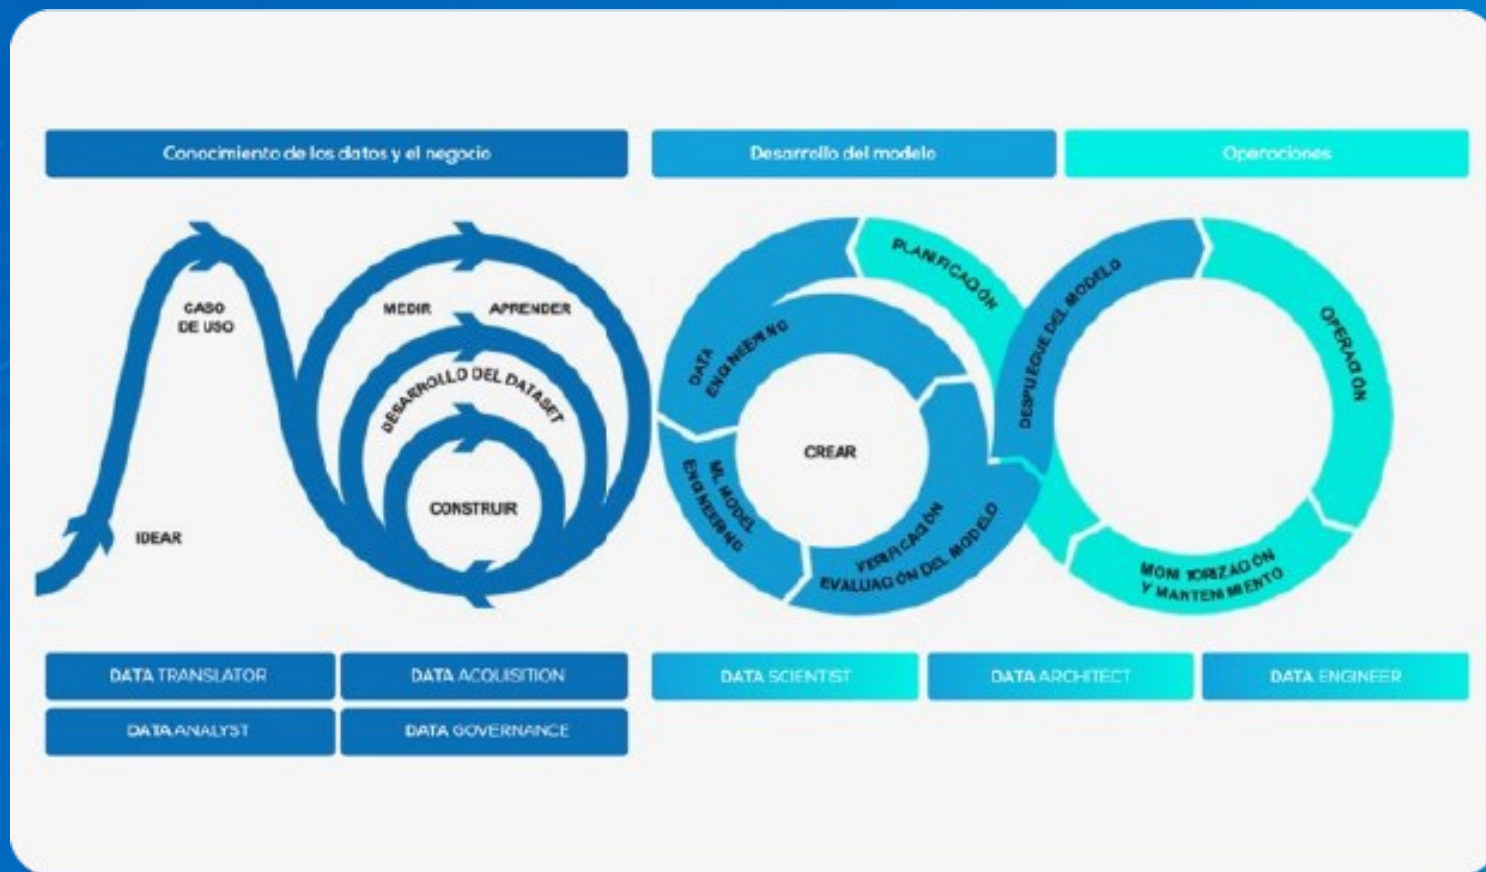 Conocimiento de los datos y el negocio
Desarrollo del modelo
Operaciones
CASO
DE USO
IDEAR
MEDIR
APRENDER
DESARROLLO DEL DATASET
CONSTRUIR
DATA
ENGINEERING
PLANIFICACIÓN
CREAR
ML MODEL
ENGINEERING
VERIFICACIÓN
EVALUACIÓN DEL MODELO
DESPUEGUE DEL MODELO
OPERACIÓN
MONITORIZACIÓN
Y MANTENIMIENTO
DATA TRANSLATOR
DATA ACQUISITION
DATA SCIENTIST
DATA ARCHITECT
DATA ENGINEER
DATA ANALYST
DATA GOVERNANCE